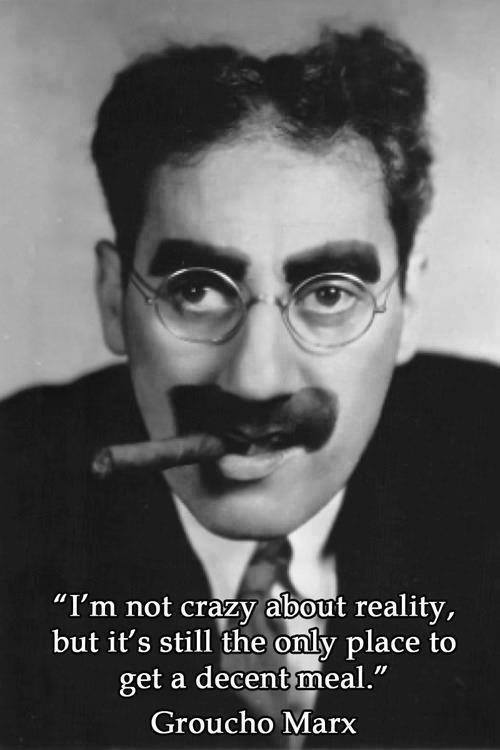 “I’m not crazy about reality,
but it’s still the only place to
get a decent meal.”
Groucho Marx